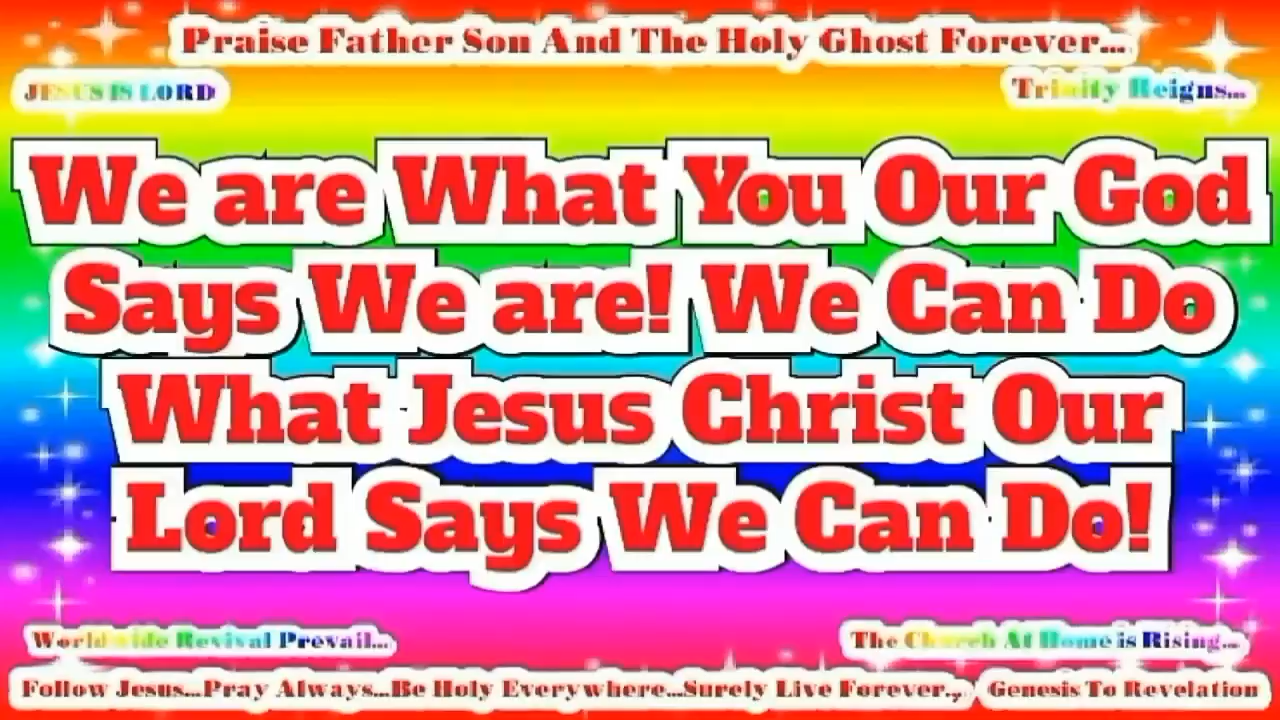 Praise Father Son And The Holy Ghost Forever...
JESUS IS LORD
Trinity Reigns...
We are What You Our God
Says We are! We Can Do
What Jesus Christ Our
Lord Says We Can Do!
Worldwide Revival Prevail...
The Church At Home is Rising...
Follow Jesus...Pray Always...Be Holy Everywhere...Surely Live Forever... Genesis To Revelation